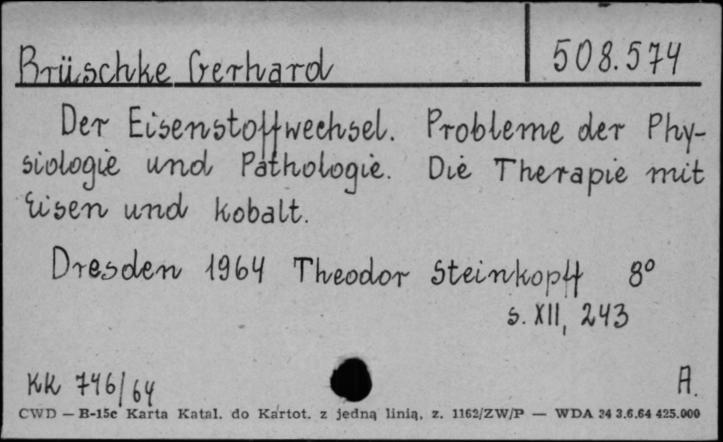 Brüschke Gerhard
508.574
Der Eisenstoffwechsel. Probleme der Phy-
siologie und Pathologie. Die Therapie mit
Eisen und kobalt.
Dresden 1964 Theodor Steinkopff 8°
s. XII, 243
KK 746/64
A.
CWD — B-15c Karta Katal. do Kartot. z jedną linią, z. 1162/ZW/P — WDA 24 3.6.64 425.000